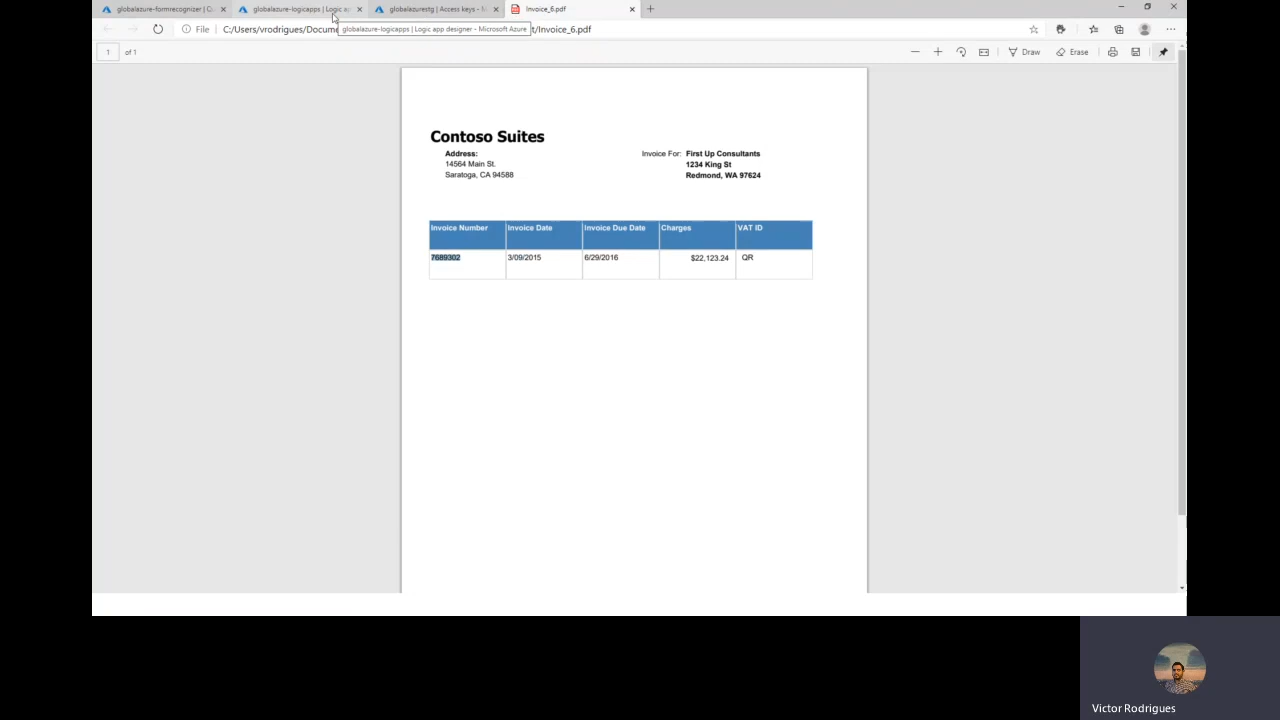 globalazure-formrecognizer | Co
globalazure-logicapps | Logic ap
globalazurestg | Access keys - M
Invoice_6.pdf
File
C:/Users/vrodrigues/Docume
t/Invoice_6.pdf
globalazure-logicapps | Logic app designer - Microsoft Azure
1 of 1
Draw
Erase
Contoso Suites
Address:
14564 Main St.
Saratoga, CA 94588
Invoice For: First Up Consultants
1234 King St
Redmond, WA 97624
Invoice Number Invoice Date Invoice Due Date Charges VAT ID
7689302 3/09/2015 6/29/2016 $22,123.24 QR
Victor Rodrigues